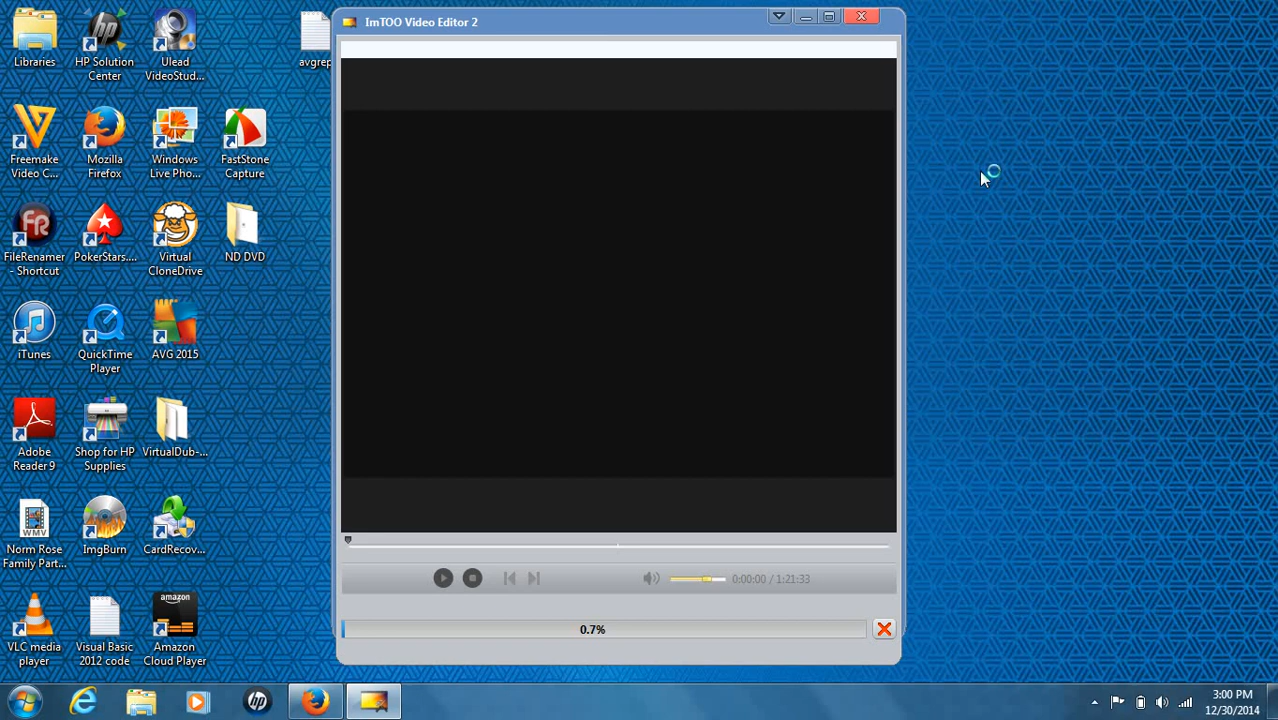 ImTOO Video Editor 2
Libraries
HP Solution
Center
Ulead
VideoStud...
avgrep
Freemake
Video C...
Mozilla
Firefox
Windows
Live Pho...
FastStone
Capture
FR
FileRenamer
- Shortcut
PokerStars....
Virtual
CloneDrive
ND DVD
iTunes
QuickTime
Player
AVG 2015
Adobe
Reader 9
Shop for HP
Supplies
VirtualDub-...
WMV
Norm Rose
Family Part...
ImgBurn
CardRecov...
amazon
VLC media
player
Visual Basic
2012 code
Amazon
Cloud Player
0:00:00 / 1:21:33
0.7%
hp
3:00 PM
12/30/2014